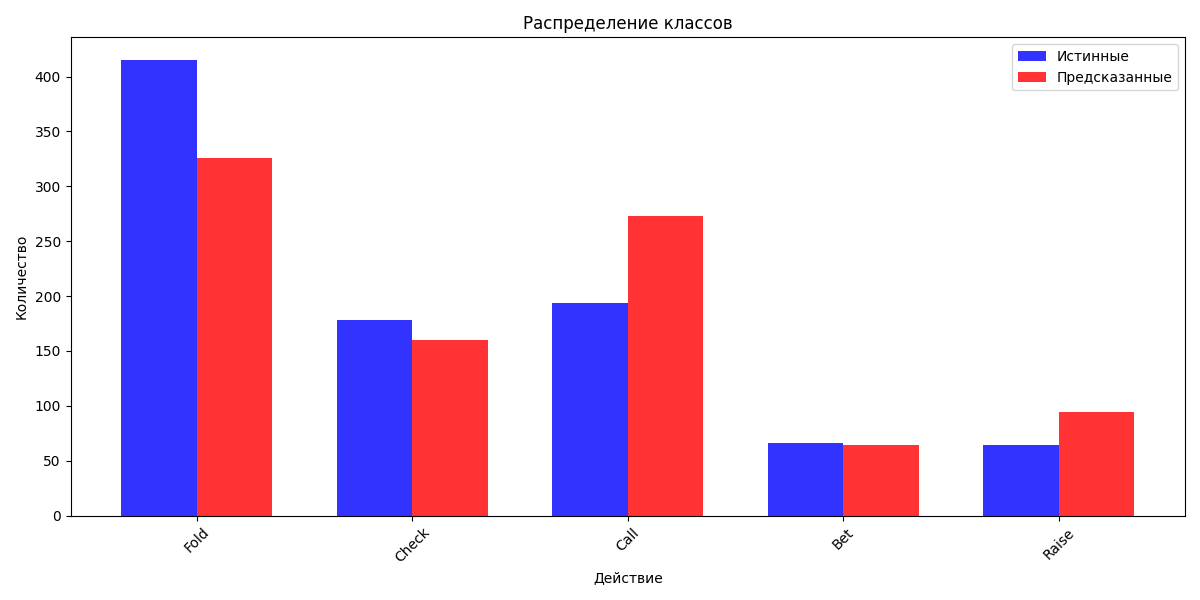 Распределение классов
Истинные
Предсказанные
Количество
400
350
300
250
200
150
100
50
0
Fold
Check
Call
Bet
Raise
Действие